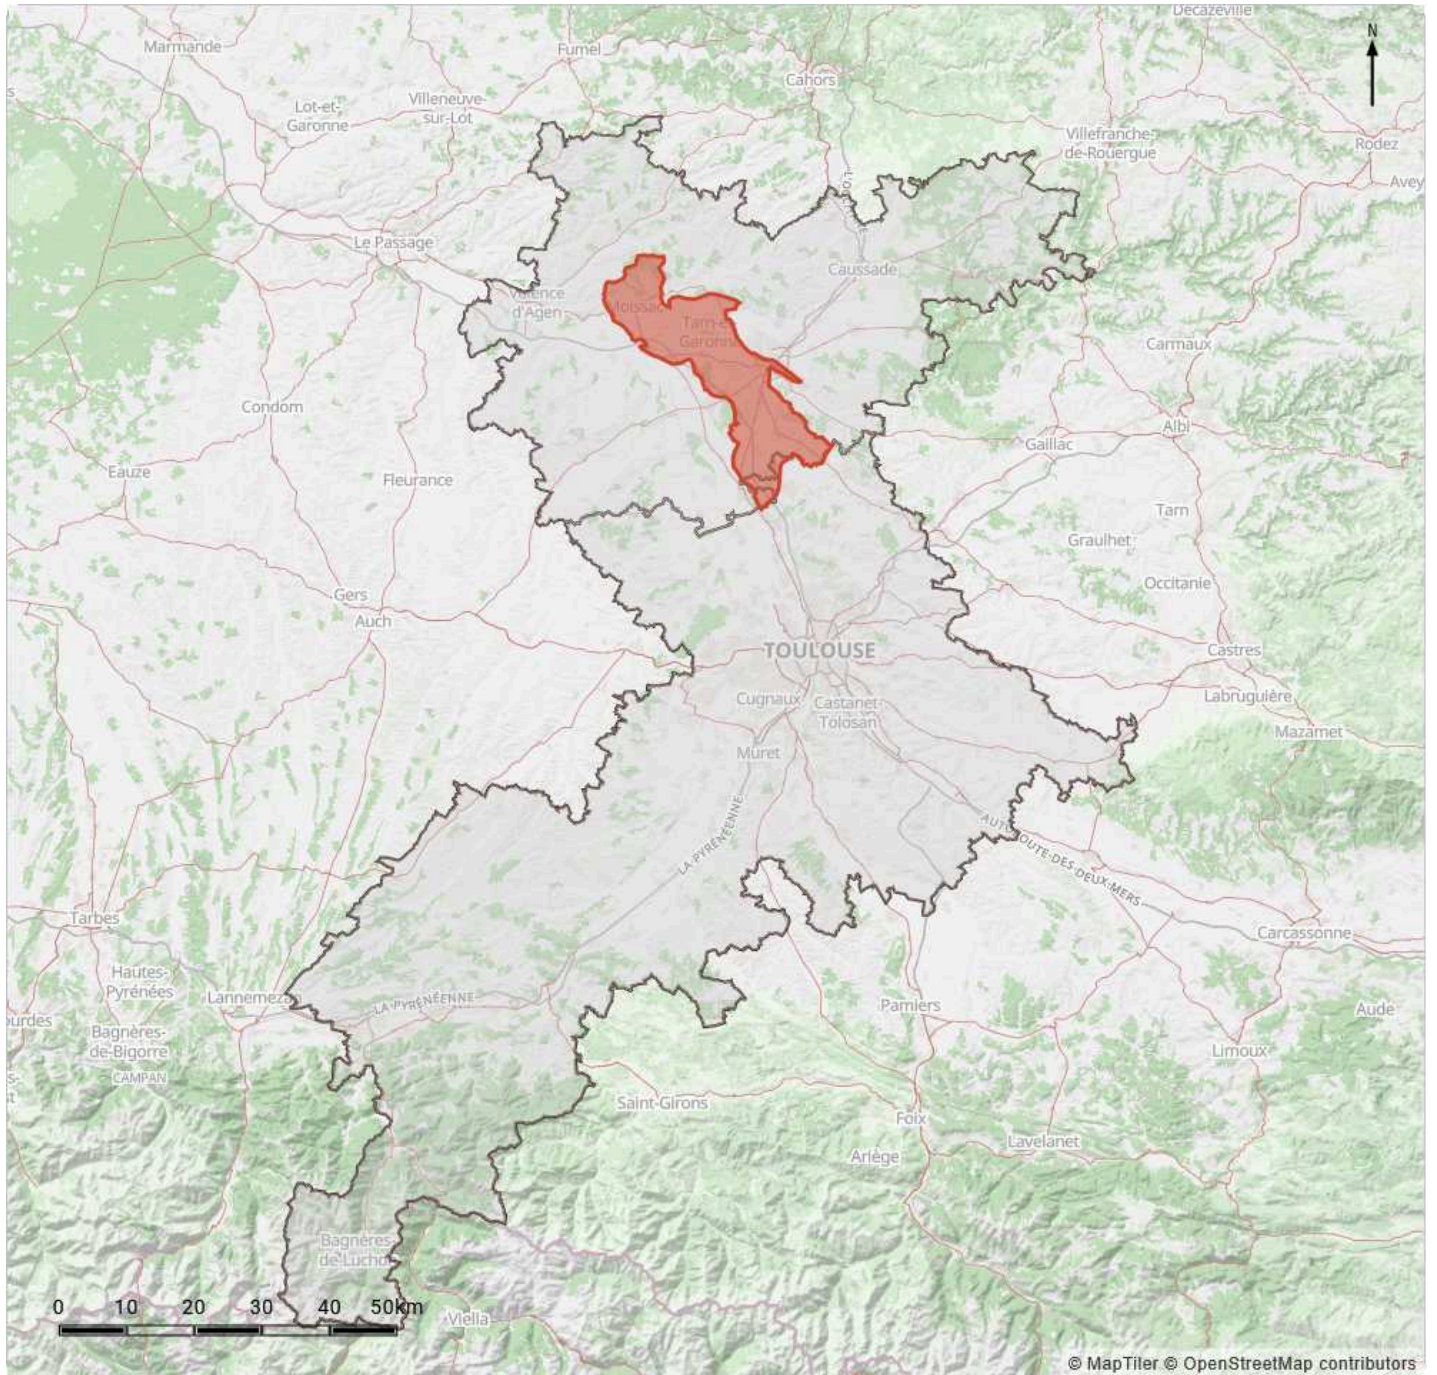 Decazeville
N
Marmande
Fumel
Cahors
Lot-et-
Garonne
Villeneuve-
sur-Lot
Villefranche-
de-Rouergue
Rodez
Avey
LO
Le Passage
Caussade
Valence
d'Agen
Moissac
Tarn-et-
Garonne
Carmaux
Condom
Albi
Gaillac
Eauze
Fleurance
Tarn
Graulhet
Occitanie
Gers
Auch
TOULOUSE
Castres
Cugnaux
Castanet-
Tolosan
Labruguière
Mazamet
Muret
LA PYRÉNÉENNE
AUTOROUTE-DES-DEUX-MERS
Tarbes
Carcassonne
Hautes-
Pyrénées
Lannemezan
LA PYRÉNÉENNE
Pamiers
Aude
ourdes
Bagnères-
de-Bigorre
Limoux
CAMPAN
s-
st
Saint-Girons
Foix
Lavelanet
Ariège
Bagnères-
de-Luchon
0 10 20 30 40 50km
Viella
© MapTiler © OpenStreetMap contributors